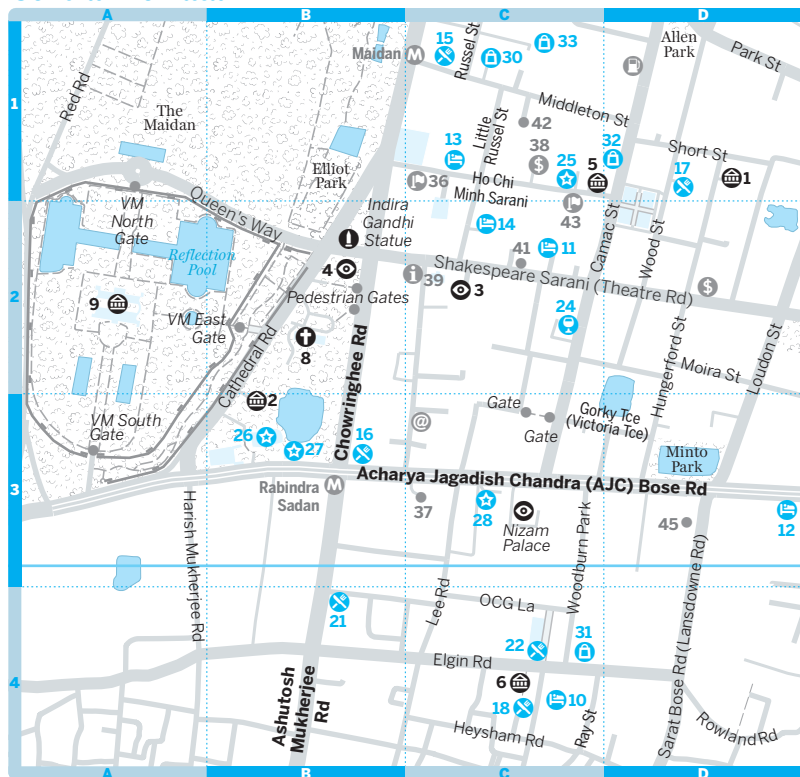 A
B
C
D
1
2
3
4
Red Rd
The
Maidan
Elliot
Park
Maidan
M
15
Russel St
30
33
Allen
Park
Park St
Middleton St
Little
Russel St
42
38
$
25
5
32
Short St
17
1
13
36
Ho Chi
Minh Sarani
43
14
11
41
Camac St
Wood St
VM
North
Gate
Queen's Way
Indira
Gandhi
Statue
Reflection
Pool
4
Pedestrian Gates
39
3
Shakespeare Sarani (Theatre Rd)
$
24
9
VM East
Gate
8
Cathedral Rd
Chowringhee Rd
Hungerford St
Moira St
Loudon St
2
26
27
16
@
Gate
Gate
Gorky Tce
(Victoria Tce)
Minto
Park
VM South
Gate
Acharya Jagadish Chandra (AJC) Bose Rd
Rabindra
Sadan
M
37
28
Nizam
Palace
45
12
Harish Mukherjee Rd
Woodburn Park
Lee Rd
OCG La
21
22
31
Elgin Rd
6
10
18
Heysham Rd
Ray St
Ashutosh
Mukherjee
Rd
Sarat Bose Rd (Lansdowne Rd)
Rowland Rd
A
B
C
D